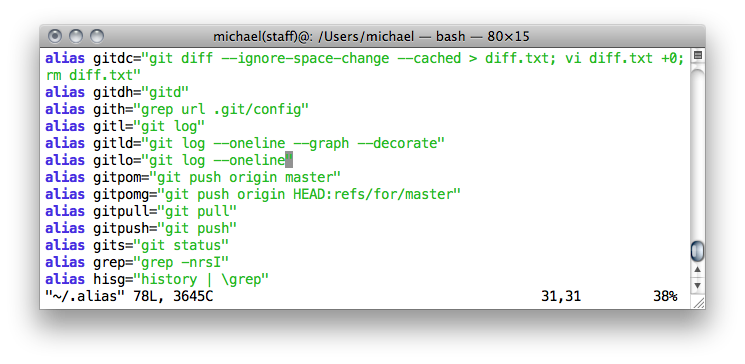 michael(staff)@: /Users/michael — bash — 80×15
alias gitdc="git diff --ignore-space-change --cached > diff.txt; vi diff.txt +0;
rm diff.txt"
alias gitdh="gitd"
alias gith="grep url .git/config"
alias gitl="git log"
alias gitld="git log --oneline --graph --decorate"
alias gitlo="git log --oneline"
alias gitpom="git push origin master"
alias gitpomg="git push origin HEAD:refs/for/master"
alias gitpull="git pull"
alias gitpush="git push"
alias gits="git status"
alias grep="grep -nrsI"
alias hisg="history | \grep"
"~/.alias" 78L, 3645C 31,31 38%